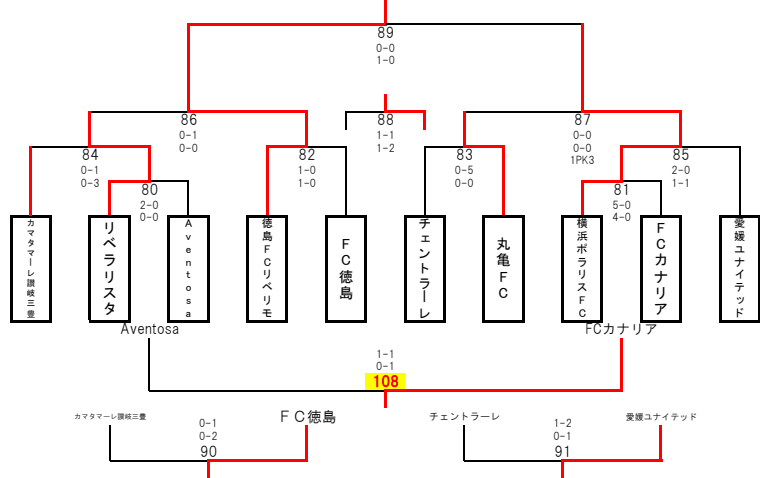 89
0-0
1-0
86
0-1
0-0
88
1-1
1-2
87
0-0
0-0
1PK3
84
0-1
0-3
82
1-0
1-0
83
0-5
0-0
85
2-0
1-1
80
2-0
0-0
81
5-0
4-0
カマタマーレ讃岐三豊
リベラリスタ
Aventosa
徳島FCリベリモ
FC徳島
チェントラーレ
丸亀FC
横浜ポラリスFC
FCカナリア
愛媛ユナイテッド
Aventosa
FCカナリア
1-1
0-1
108
カマタマーレ讃岐三豊
FC徳島
チェントラーレ
愛媛ユナイテッド
0-1
0-2
90
1-2
0-1
91